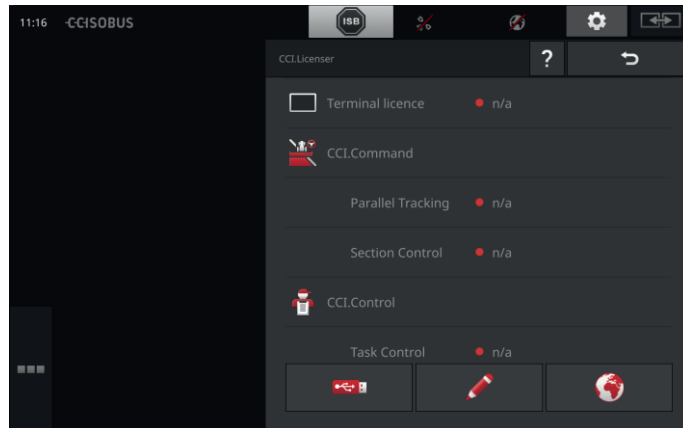 11:16 CCISOBUS ISB
CCI.Licenser ?
Terminal licence n/a
CCI.Command
Parallel Tracking n/a
Section Control n/a
CCI.Control
Task Control n/a